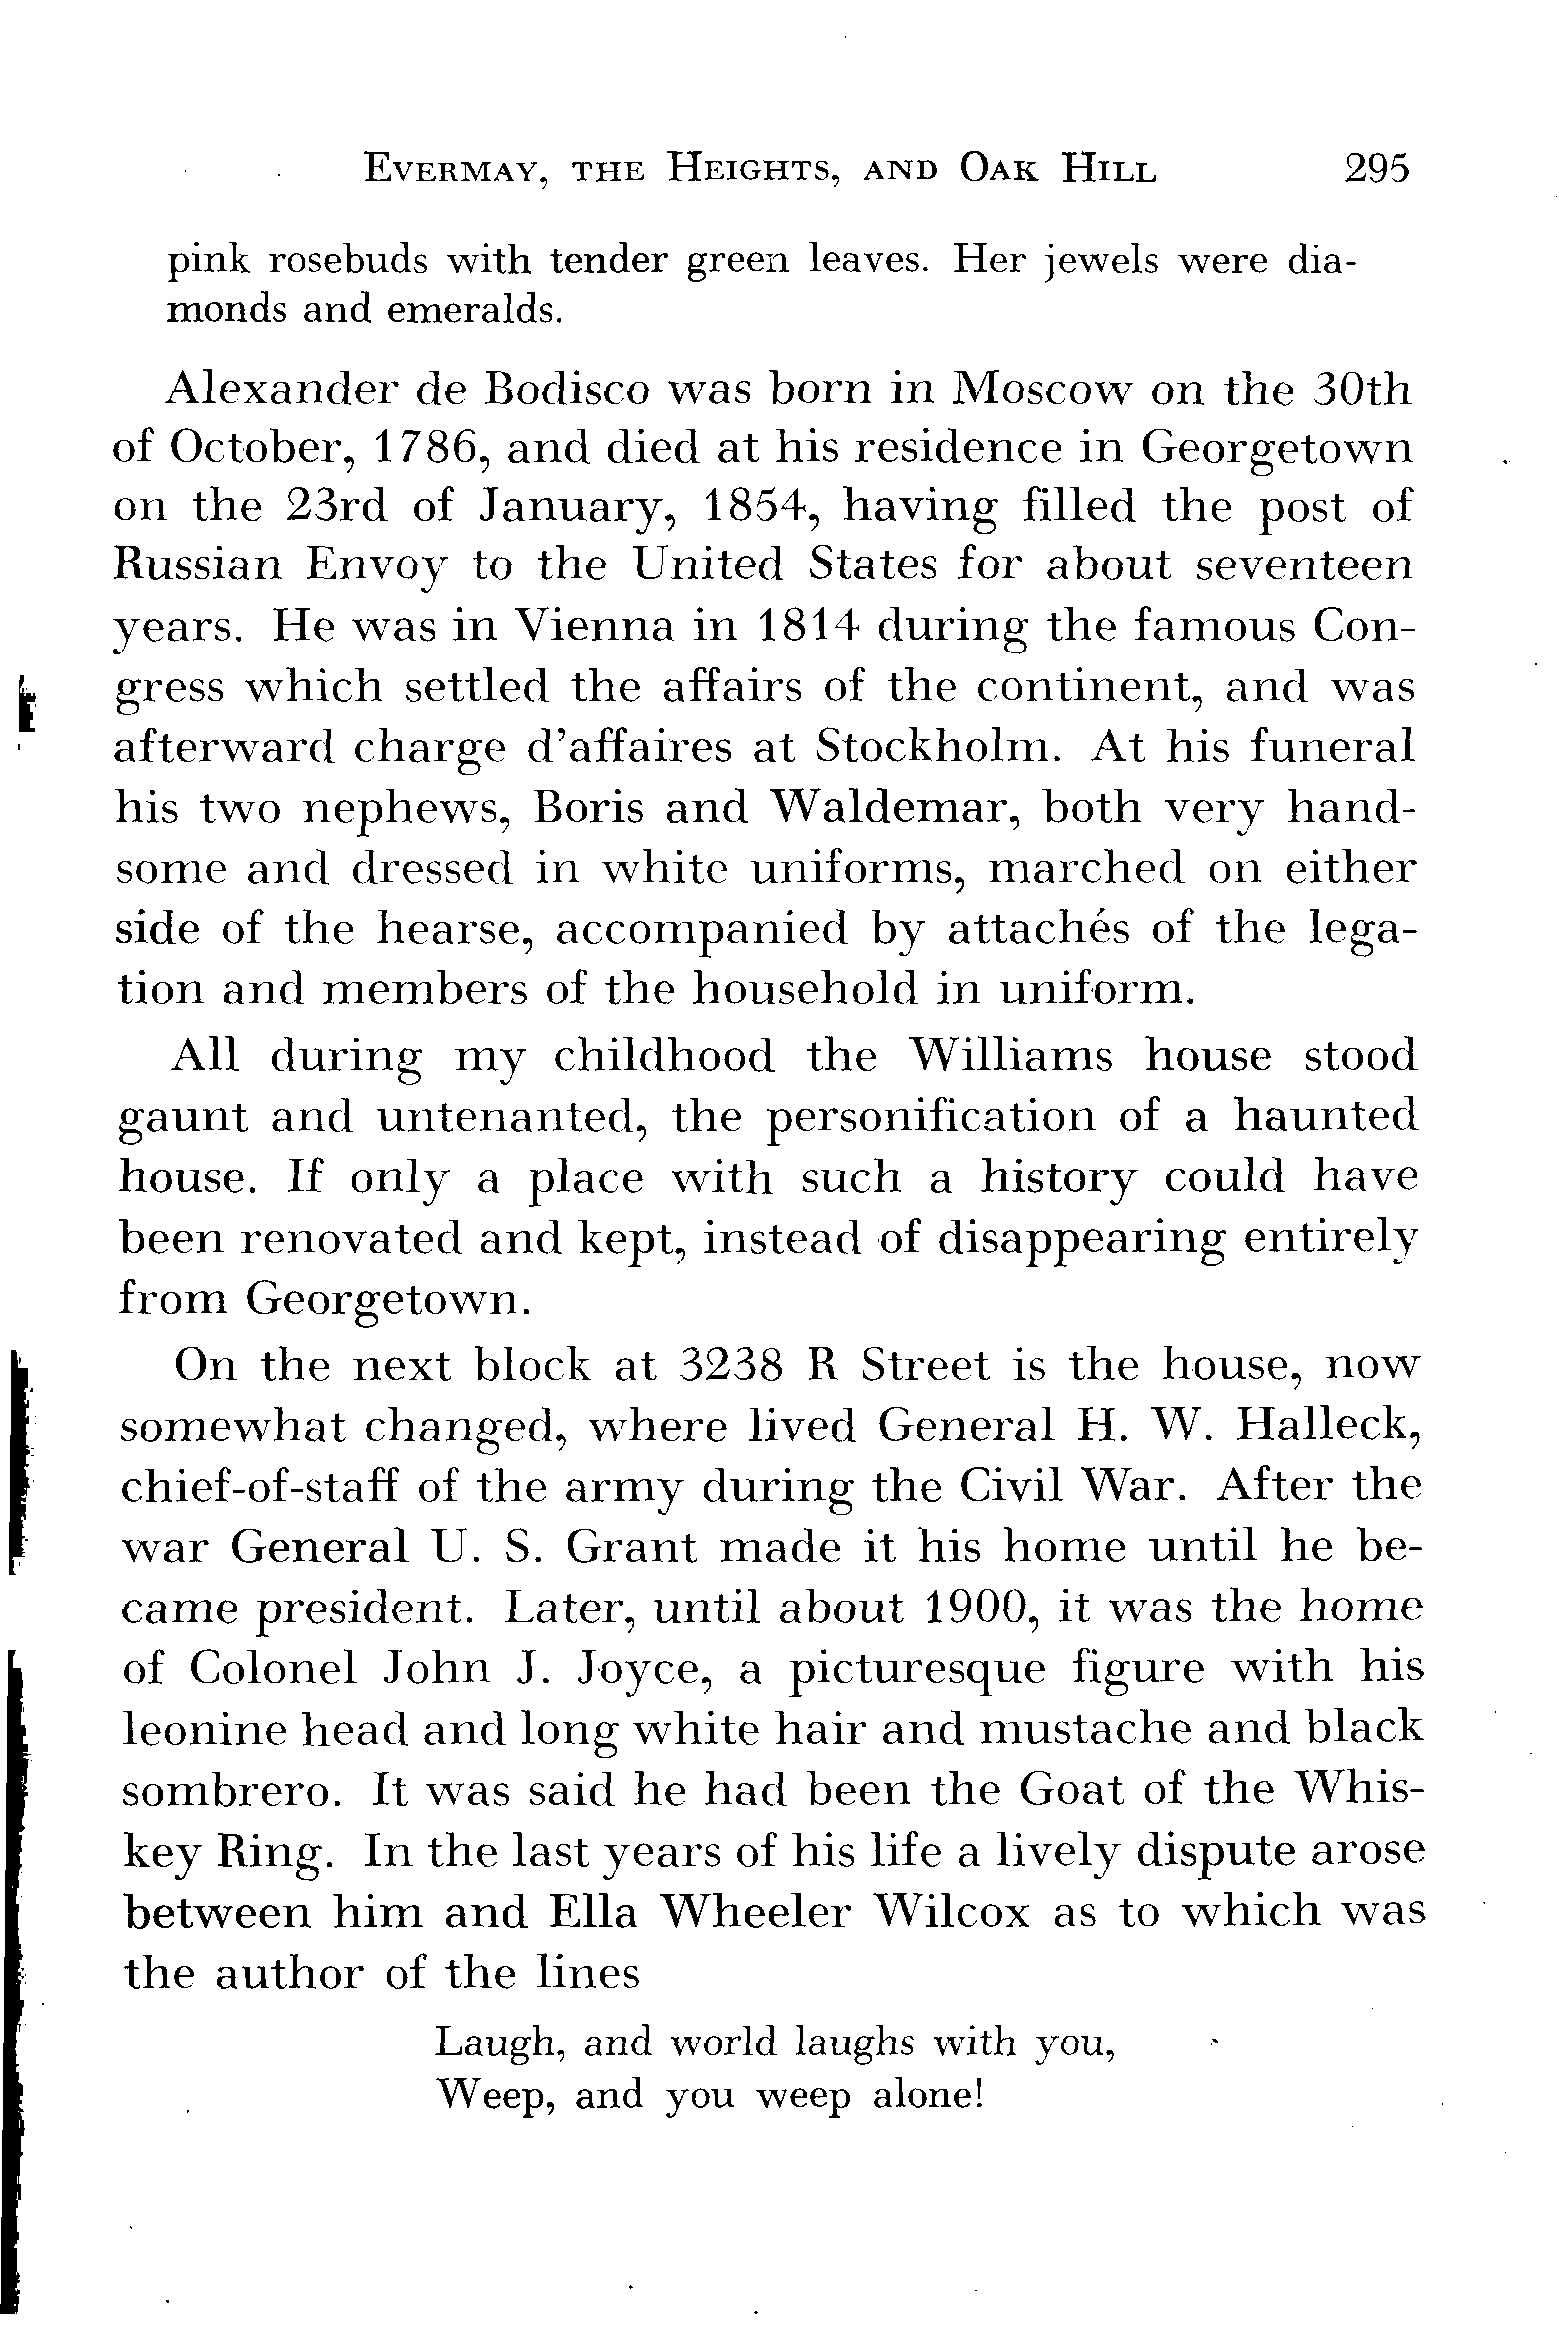 EVERMAY, THE HEIGHTS, AND OAK HILL 295
pink rosebuds with tender green leaves. Her jewels were dia-
monds and emeralds.
Alexander de Bodisco was born in Moscow on the 30th
of October, 1786, and died at his residence in Georgetown
on the 23rd of January, 1854, having filled the post of
Russian Envoy to the United States for about seventeen
years. He was in Vienna in 1814 during the famous Con-
gress which settled the affairs of the continent, and was
afterward charge d'affaires at Stockholm. At his funeral
his two nephews, Boris and Waldemar, both very hand-
some and dressed in white uniforms, marched on either
side of the hearse, accompanied by attachés of the lega-
tion and members of the household in uniform.
All during my childhood the Williams house stood
gaunt and untenanted, the personification of a haunted
house. If only a place with such a history could have
been renovated and kept, instead of disappearing entirely
from Georgetown.
On the next block at 3238 R Street is the house, now
somewhat changed, where lived General H. W. Halleck,
chief-of-staff of the army during the Civil War. After the
war General U. S. Grant made it his home until he be-
came president. Later, until about 1900, it was the home
of Colonel John J. Joyce, a picturesque figure with his
leonine head and long white hair and mustache and black
sombrero. It was said he had been the Goat of the Whis-
key Ring. In the last years of his life a lively dispute arose
between him and Ella Wheeler Wilcox as to which was
the author of the lines
Laugh, and world laughs with you,
Weep, and you weep alone!